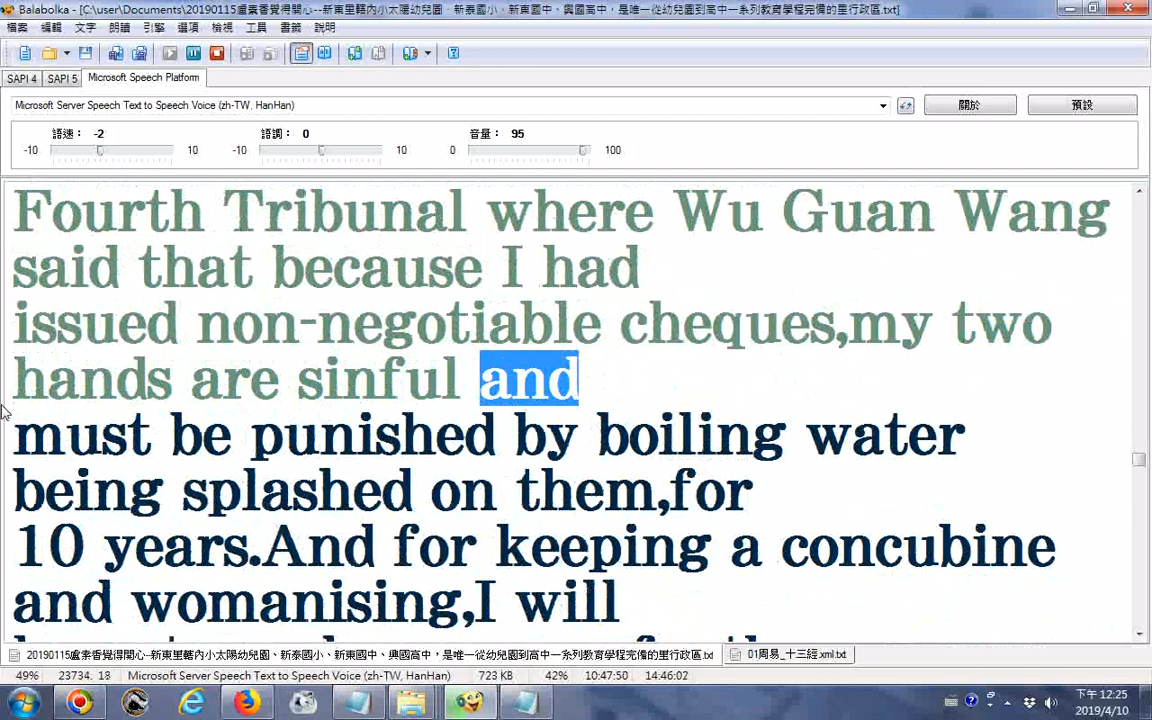 Balabolka - [C:\user\Documents\20190115盧素香覺得開心--新東里轄內小太陽幼兒園、新泰國小、新東國中、興國高中，是唯一從幼兒園到高中一系列教育學程完備的里行政區.txt]
檔案 編輯 文字 朗讀 引擎 選項 檢視 工具 書籤 說明
SAPI 4 SAPI 5 Microsoft Speech Platform
Microsoft Server Speech Text to Speech Voice (zh-TW, HanHan) 關於 預設
語速： -2 語調： 0 音量： 95
-10 10 -10 10 0 100
Fourth Tribunal where Wu Guan Wang
said that because I had
issued non-negotiable cheques,my two
hands are sinful and
must be punished by boiling water
being splashed on them,for
10 years.And for keeping a concubine
and womanising,I will
20190115盧素香覺得開心--新東里轄內小太陽幼兒園、新泰國小、新東國中、興國高中，是唯一從幼兒園到高中一系列教育學程完備的里行政區.txt 01周易_十三經.xml.txt
49% 23734: 18 Microsoft Server Speech Text to Speech Voice (zh-TW, HanHan) 723 KB 42% 10:47:50 14:46:02
下午 12:25
2019/4/10